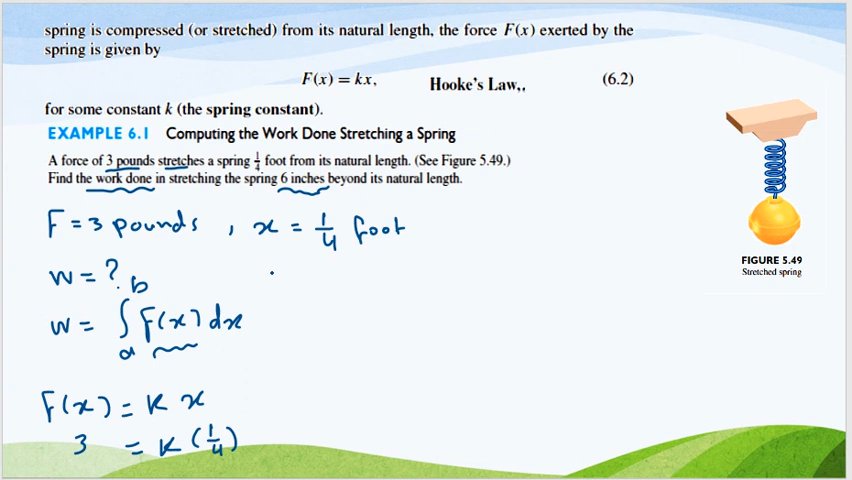 spring is compressed (or stretched) from its natural length, the force F(x) exerted by the
spring is given by
F(x) = kx, Hooke's Law,, (6.2)
for some constant k (the spring constant).
EXAMPLE 6.1 Computing the Work Done Stretching a Spring
A force of 3 pounds stretches a spring 1/4 foot from its natural length. (See Figure 5.49.)
Find the work done in stretching the spring 6 inches beyond its natural length.
F = 3 pounds , x = 1/4 foot
W = ?
W = ∫_a^b F(x) dx
F(x) = K x
3 = K (1/4)
FIGURE 5.49
Stretched spring